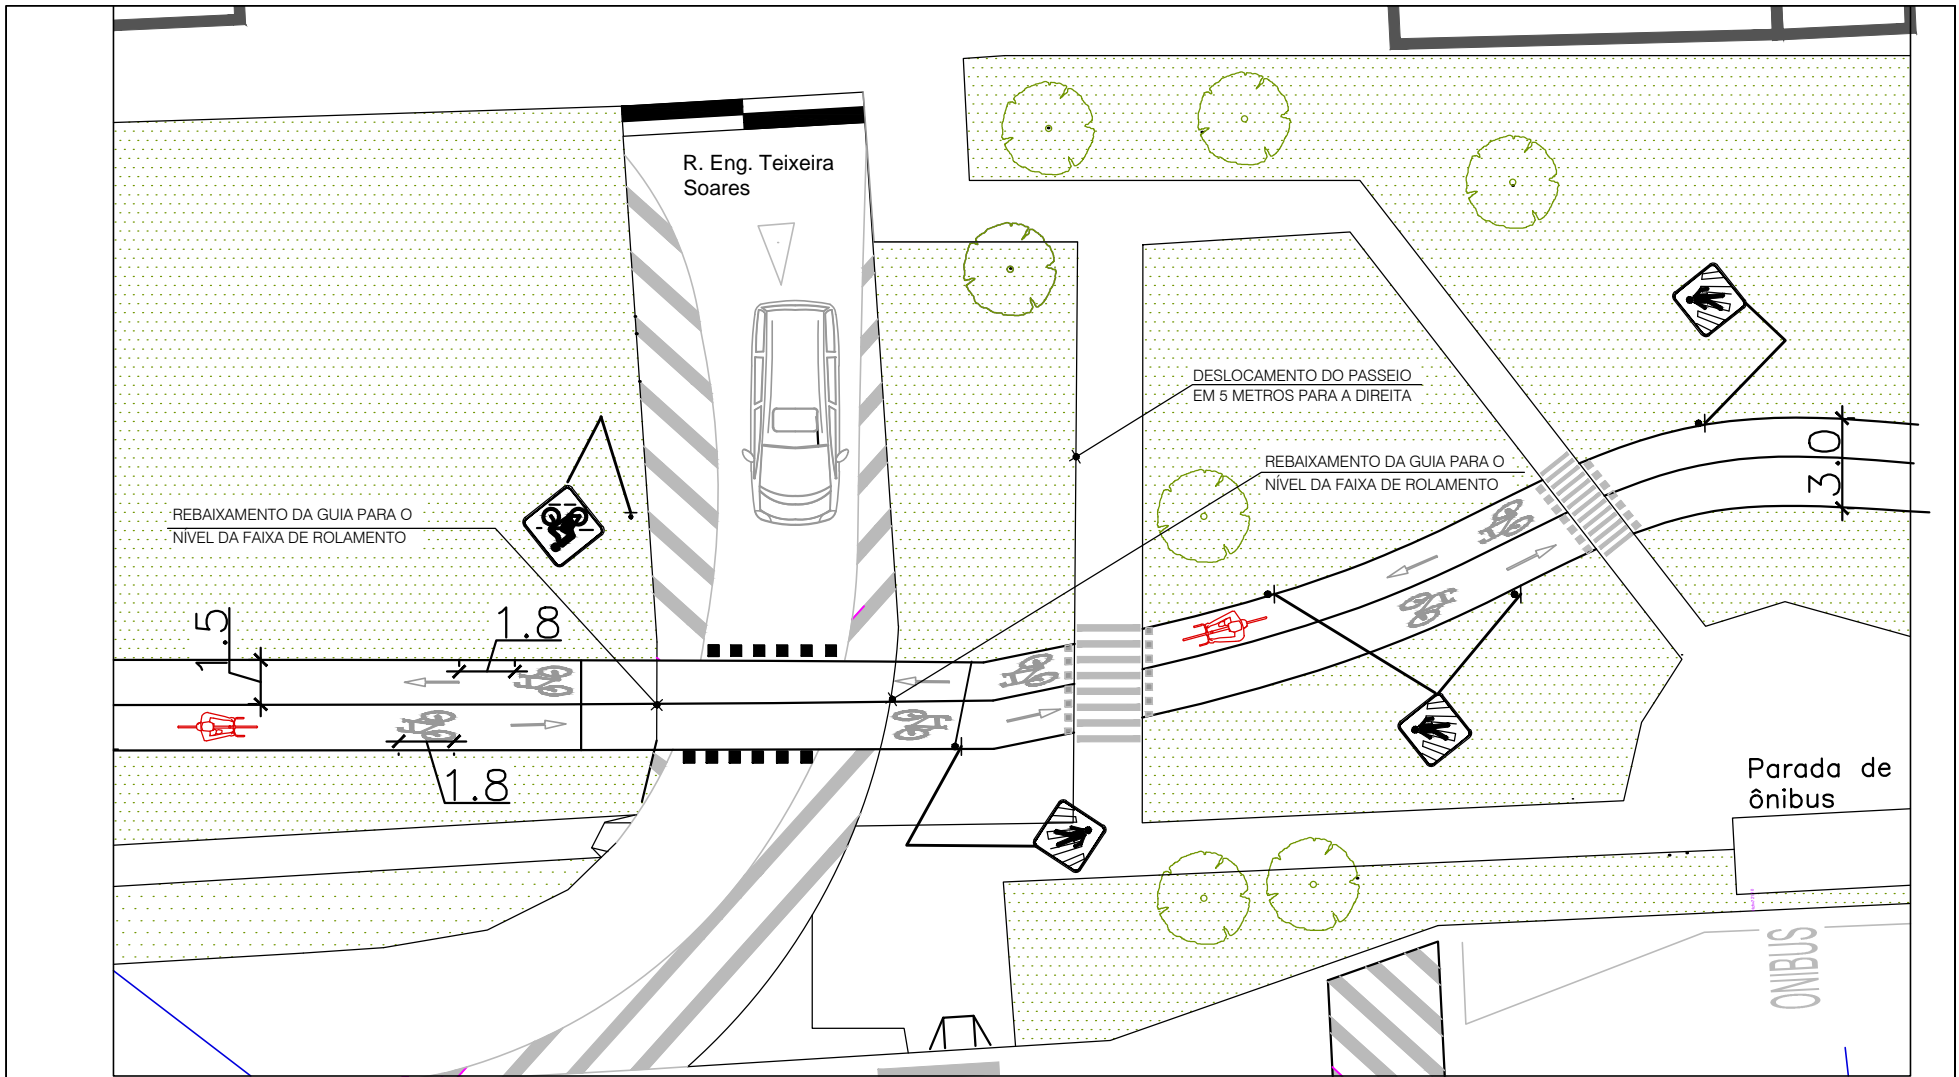 R. Eng. Teixeira
Soares
DESLOCAMENTO DO PASSEIO
EM 5 METROS PARA A DIREITA
REBAIXAMENTO DA GUIA PARA O
NÍVEL DA FAIXA DE ROLAMENTO
3.0
REBAIXAMENTO DA GUIA PARA O
NÍVEL DA FAIXA DE ROLAMENTO
1.5
1.8
1.8
Parada de
ônibus
ONIBUS